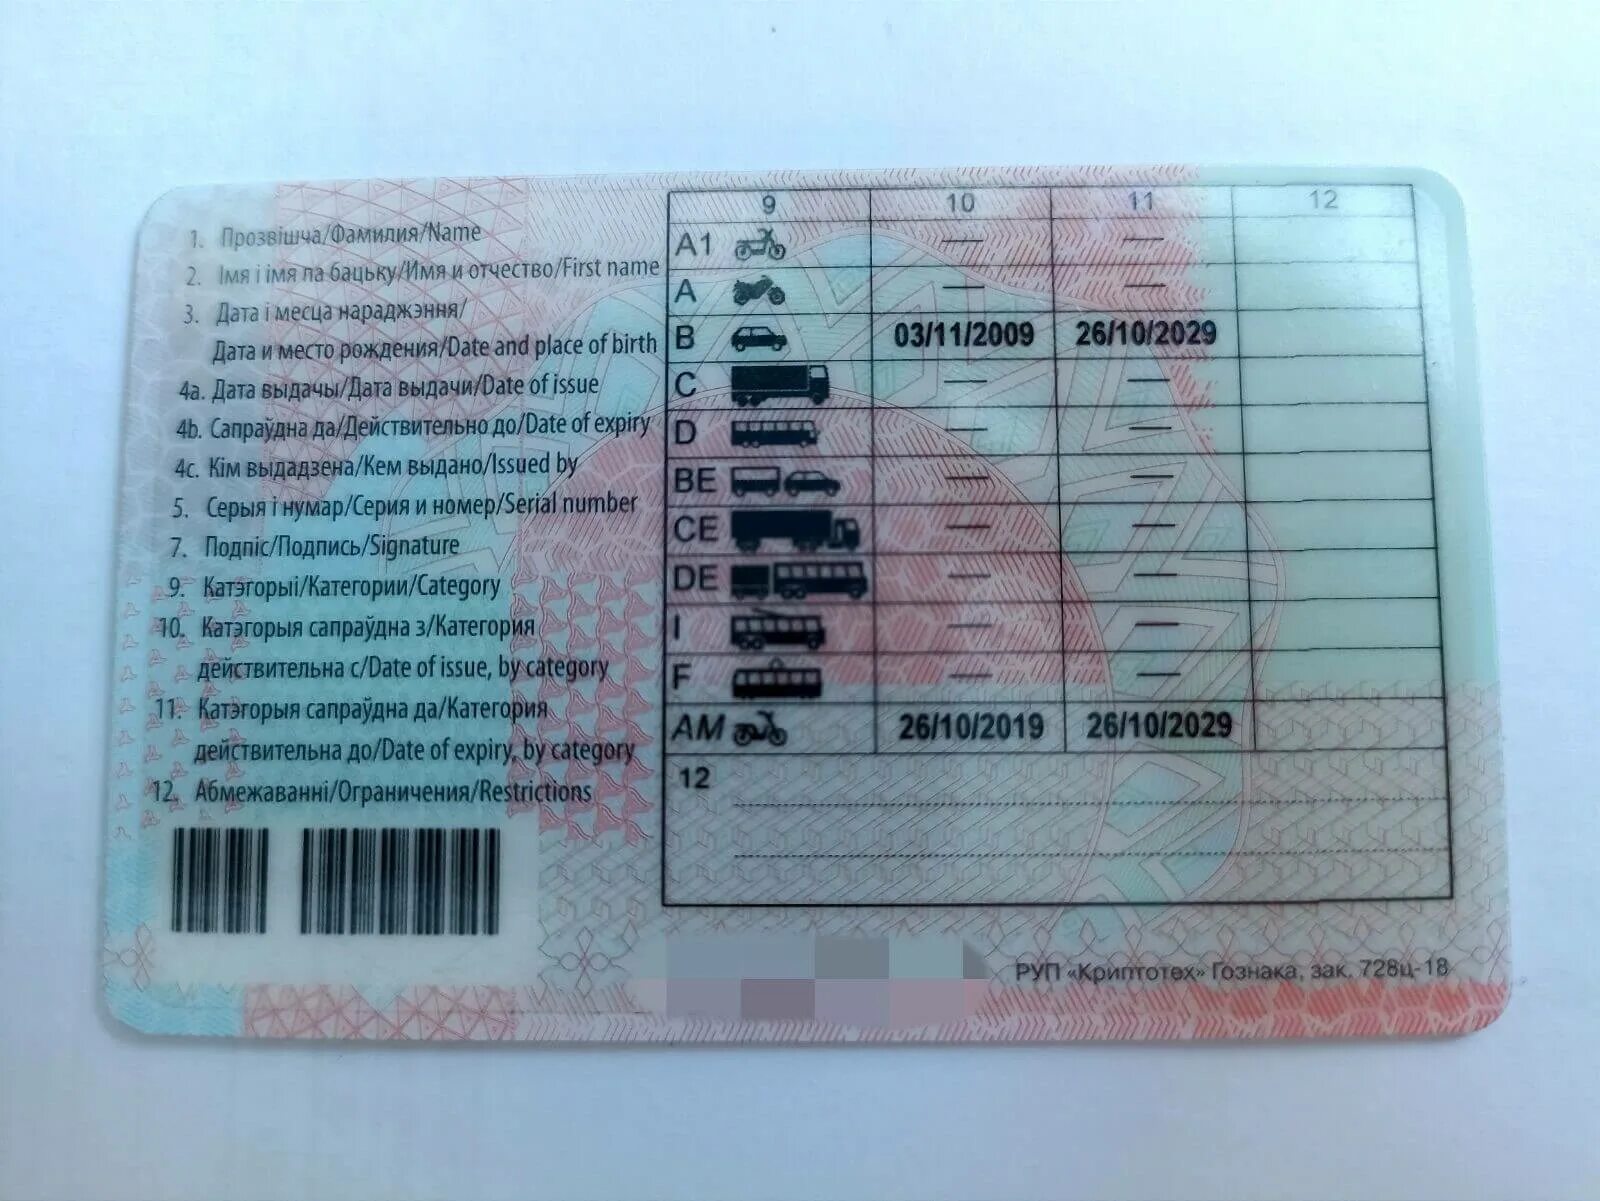 1. Прозвішча/Фамилия/Name
2. Імя і імя па бацьку/Имя и отчество/First name
3. Дата і месца нараджэння/
Дата и место рождения/Date and place of birth
4a. Дата выдачы/Дата выдачи/Date of issue
4b. Сапраўдна да/Действительно до/Date of expiry
4c. Кім выдадзена/Кем выдано/Issued by
5. Серыя і нумар/Серия и номер/Serial number
7. Подпіс/Подпись/Signature
9. Катэгорыі/Категории/Category
10. Катэгорыя сапраўдна з/Категория
действительна с/Date of issue, by category
11. Катэгорыя сапраўдна да/Категория
действительна до/Date of expiry, by category
12. Абмежаванні/Ограничения/Restrictions
9 10 11 12
A1 — —
A — —
B 03/11/2009 26/10/2029
C — —
D — —
BE — —
CE — —
DE — —
I — —
F — —
AM 26/10/2019 26/10/2029
12
РУП «Криптотех» Гознака, зак. 728ц-18